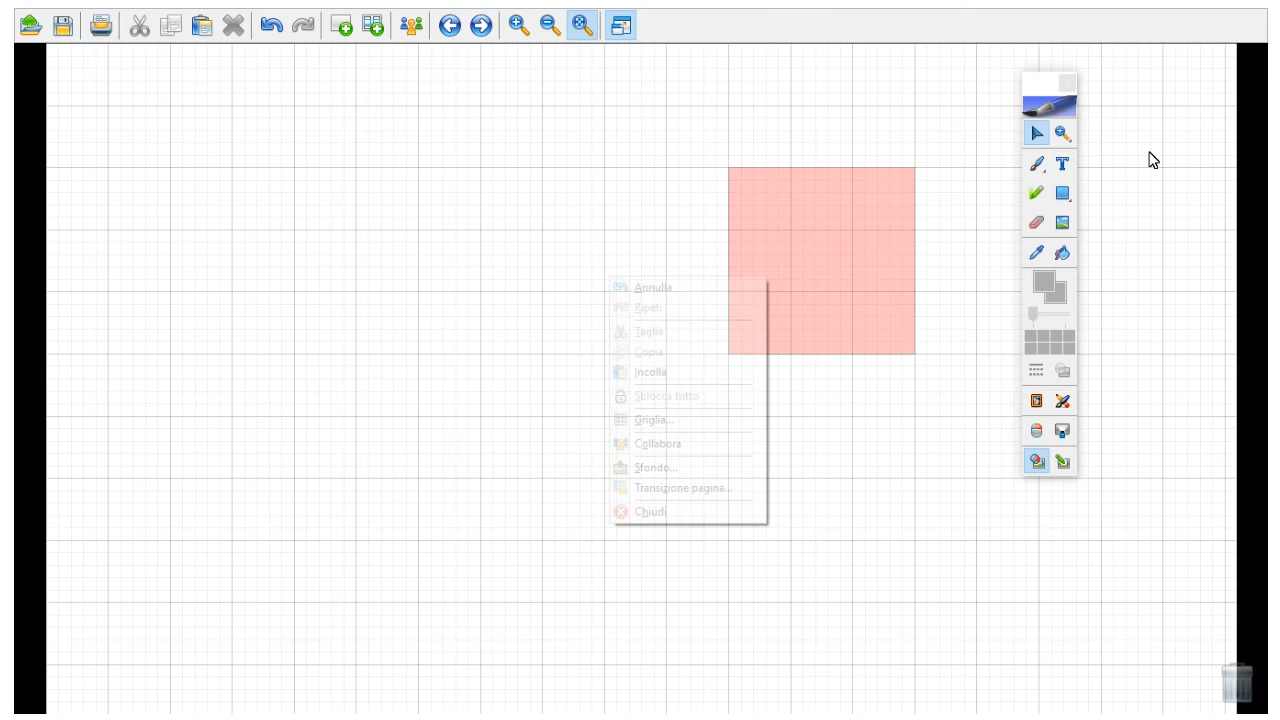 Annulla
Ripeti
Taglia
Copia
Incolla
Sblocca tutto
Griglia...
Collabora
Sfondo...
Transizione pagina...
Chiudi